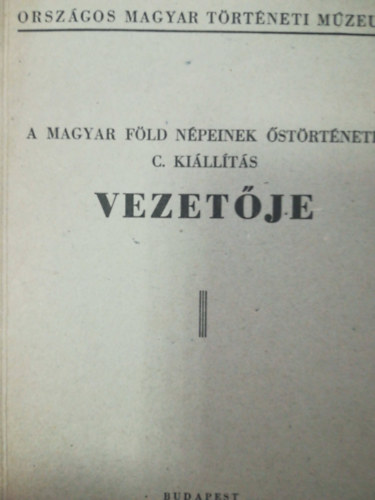 ORSZÁGOS MAGYAR TÖRTÉNETI MÚZEU
A MAGYAR FÖLD NÉPEINEK ŐSTÖRTÉNETE
C. KIÁLLÍTÁS
VEZETŐJE
BUDAPEST